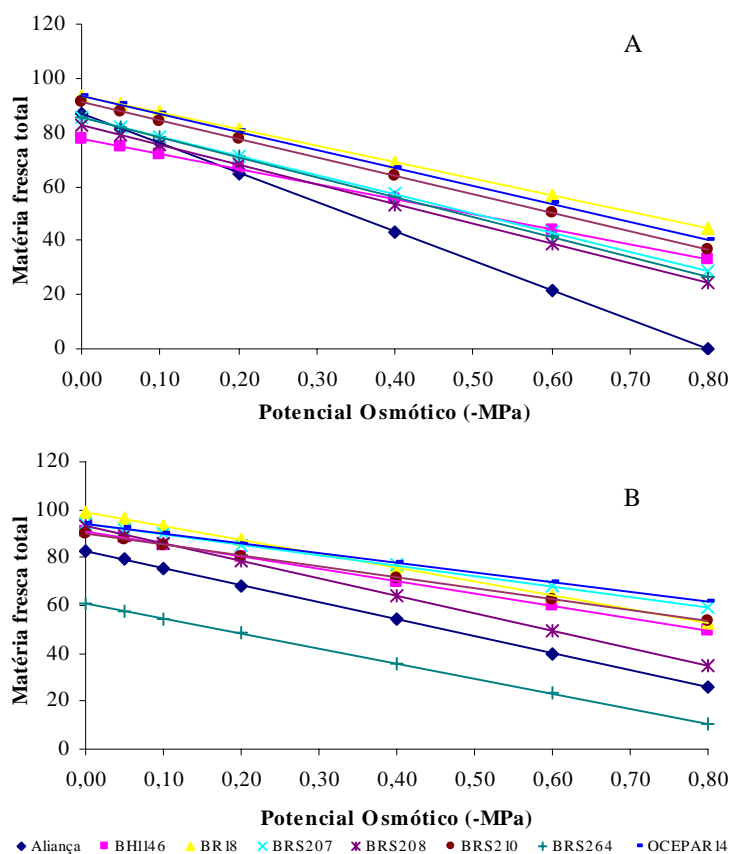 A
Matéria fresca total
120
100
80
60
40
20
0
0,00 0,10 0,20 0,30 0,40 0,50 0,60 0,70 0,80
Potencial Osmótico (-MPa)
B
Matéria fresca total
120
100
80
60
40
20
0
0,00 0,10 0,20 0,30 0,40 0,50 0,60 0,70 0,80
Potencial Osmótico (-MPa)
Aliança BH1146 BR18 BRS207 BRS208 BRS210 BRS264 OCEPAR14